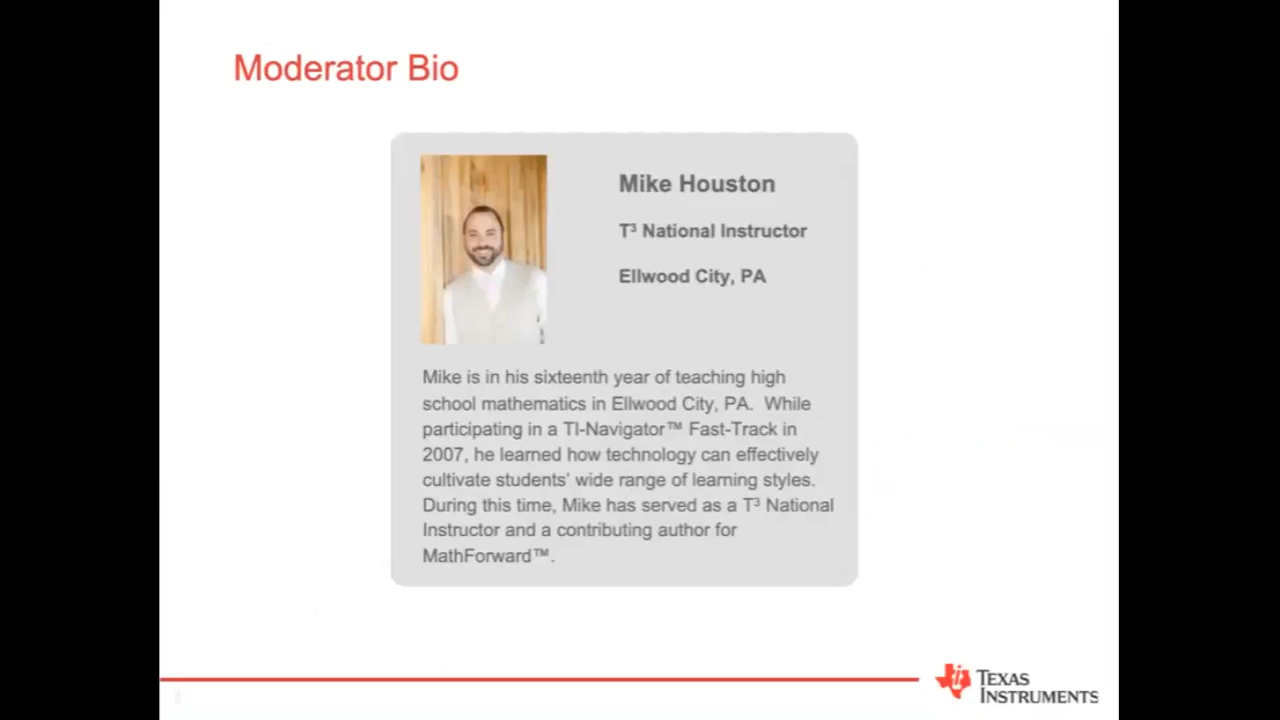 Moderator Bio
Mike Houston
T³ National Instructor
Ellwood City, PA
Mike is in his sixteenth year of teaching high
school mathematics in Ellwood City, PA.  While
participating in a TI-Navigator™ Fast-Track in
2007, he learned how technology can effectively
cultivate students’ wide range of learning styles.
During this time, Mike has served as a T³ National
Instructor and a contributing author for
MathForward™.
2
TEXAS
INSTRUMENTS